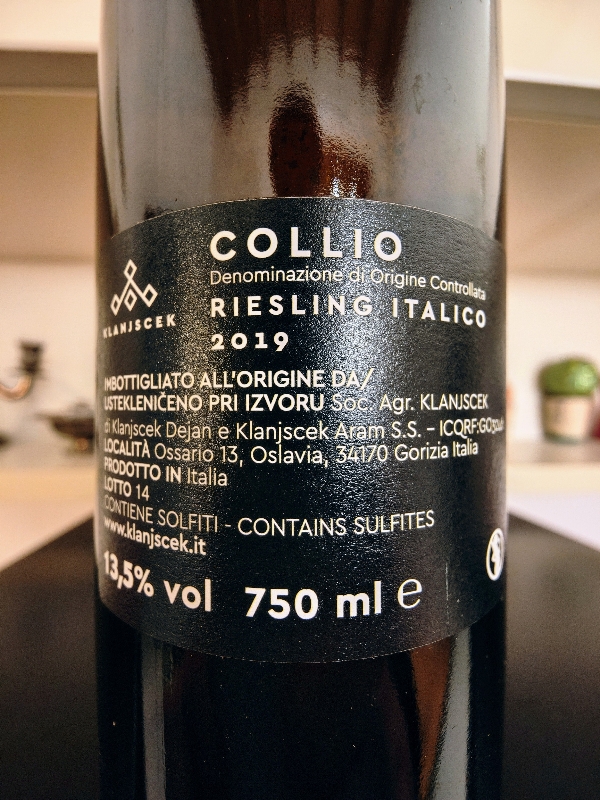 COLLIO
Denominazione di Origine Controllata
RIESLING ITALICO
2019
KLANJSCEK
IMBOTTIGLIATO ALL'ORIGINE DA/
USTEKLENIČENO PRI IZVORU Soc. Agr. KLANJSCEK
di Klanjscek Dejan e Klanjscek Aram S.S. –
LOCALITÀ Ossario 13, Oslavia, 34170 Gorizia Italia
PRODOTTO IN Italia
LOTTO 14
CONTIENE SOLFITI - CONTAINS SULFITES
www.klanjscek.it
13,5% vol 750 ml e